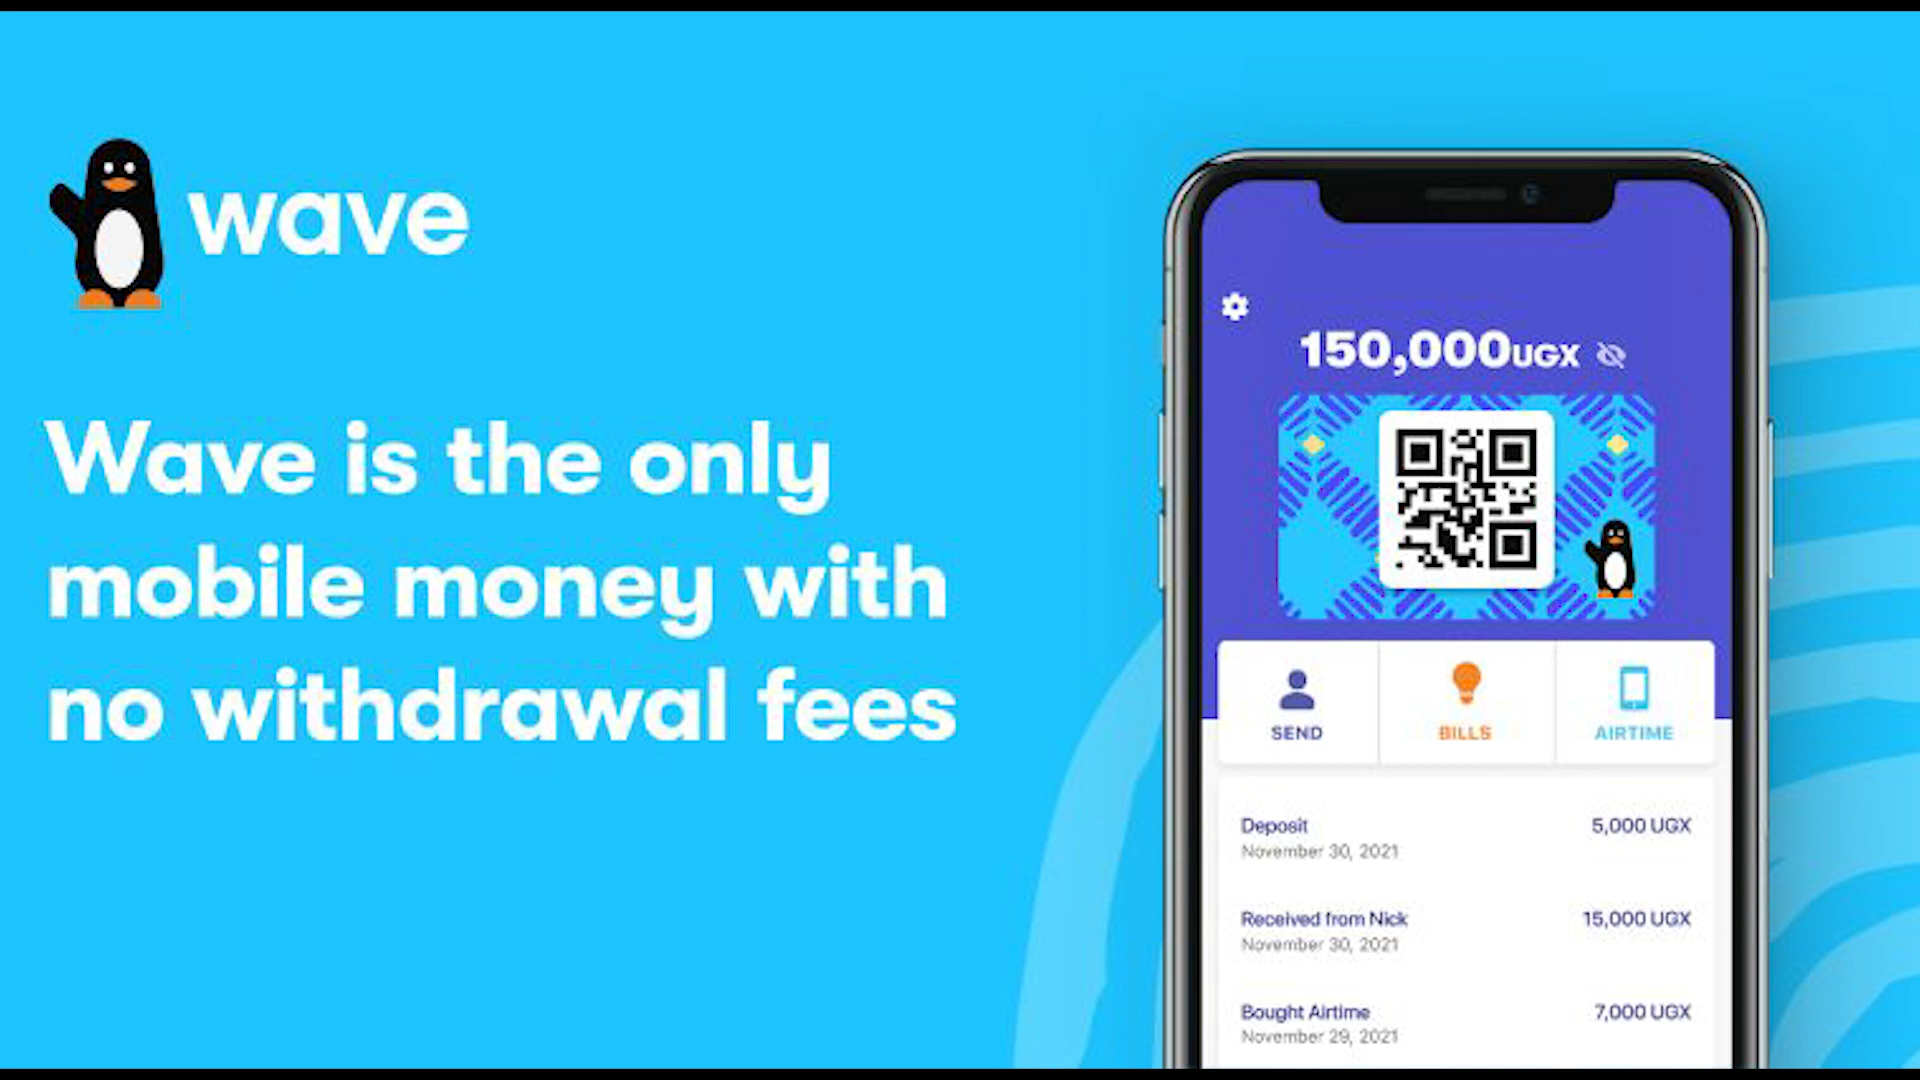 wave
Wave is the only
mobile money with
no withdrawal fees
150,000UGX
SEND
BILLS
AIRTIME
Deposit
5,000 UGX
November 30, 2021
Received from Nick
15,000 UGX
November 30, 2021
Bought Airtime
7,000 UGX
November 29, 2021